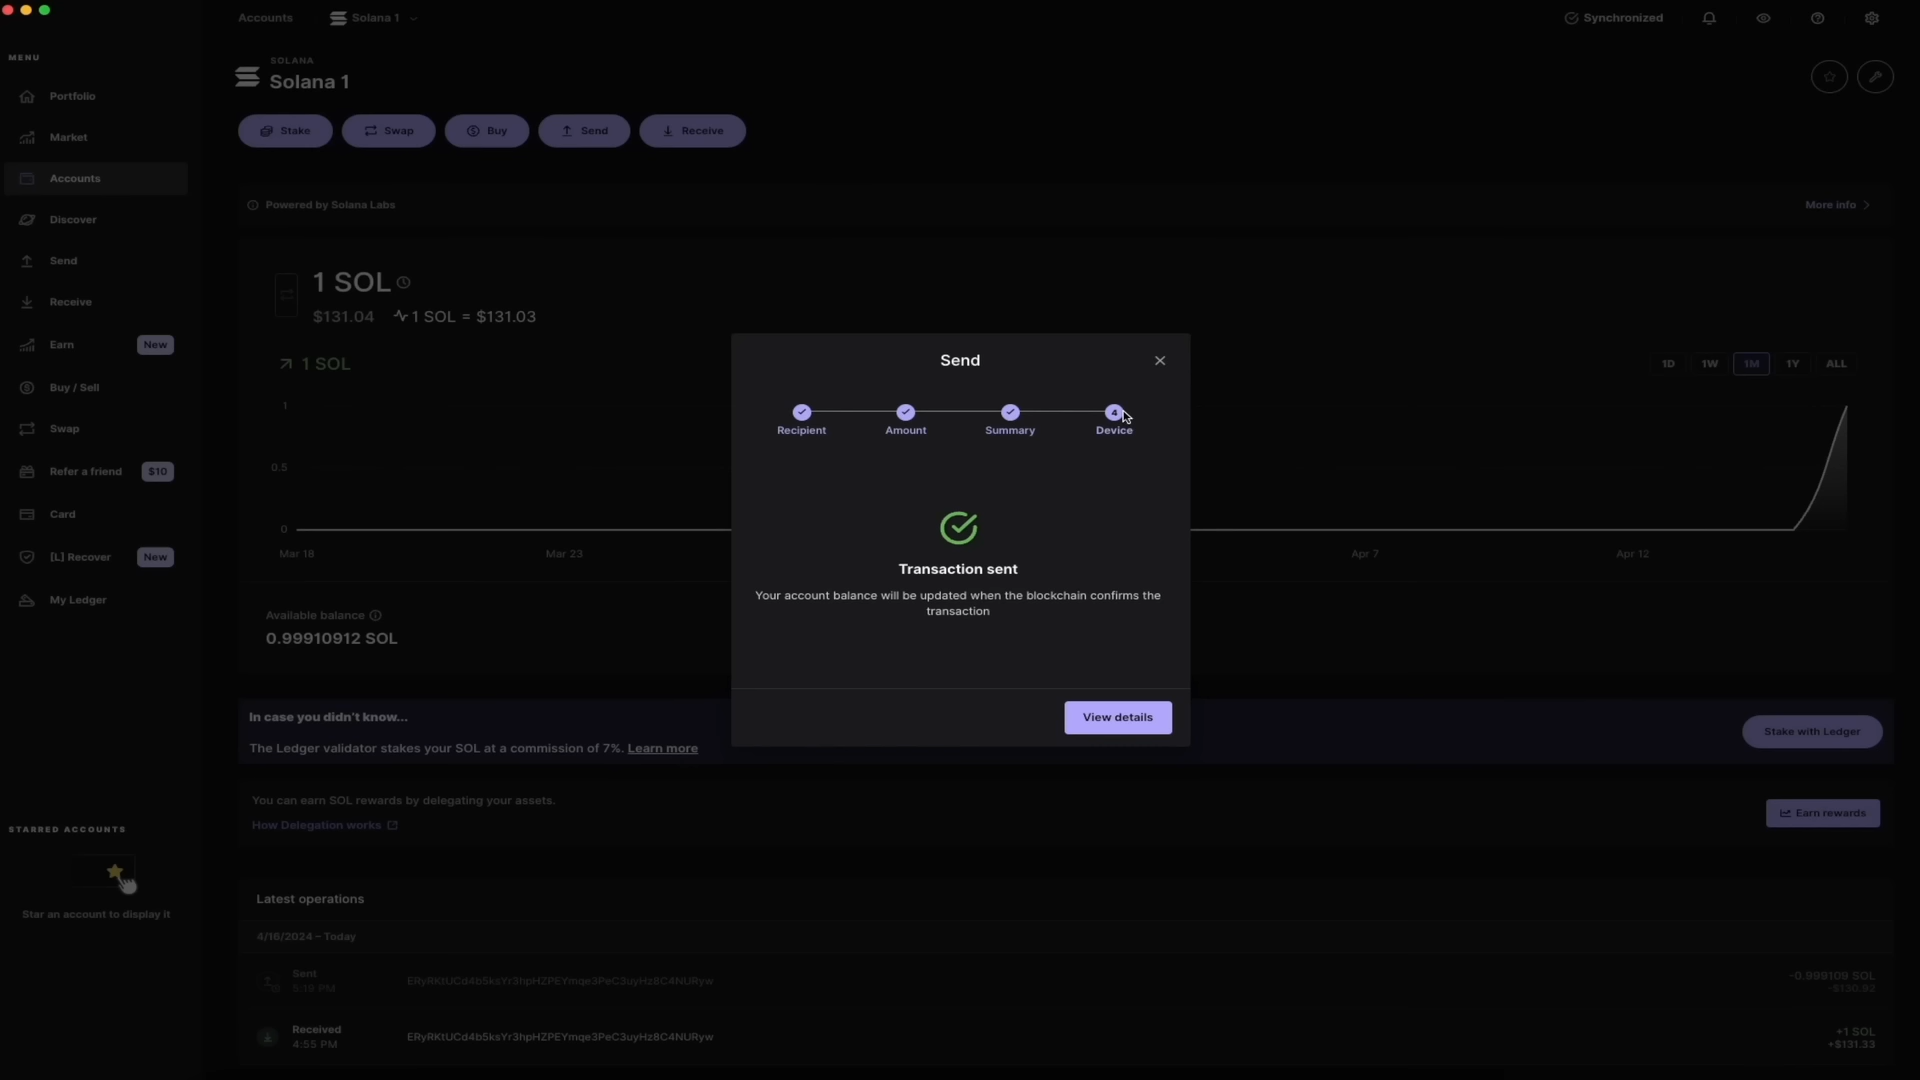 Accounts
Solana 1
Synchronized
MENU
Portfolio
Market
Accounts
Discover
Send
Receive
Earn
New
Buy / Sell
Swap
Refer a friend
$10
Card
[L] Recover
New
My Ledger
STARRED ACCOUNTS
Star an account to display it
SOLANA
Solana 1
Stake
Swap
Buy
Send
Receive
Powered by Solana Labs
More info
1 SOL
$131.04
1 SOL = $131.03
1 SOL
1D
1W
1M
1Y
ALL
1
0.5
0
Mar 18
Mar 23
Apr 7
Apr 12
Available balance
0.99910912 SOL
Send
Recipient
Amount
Summary
4
Device
Transaction sent
Your account balance will be updated when the blockchain confirms the
transaction
View details
In case you didn't know...
The Ledger validator stakes your SOL at a commission of 7%. Learn more
Stake with Ledger
You can earn SOL rewards by delegating your assets.
How Delegation works
Earn rewards
Latest operations
4/16/2024 – Today
Sent
5:19 PM
ERyRKtUCd4b5ksYr3hpHZPEYmqe3PeC3uyHz8C4NURyw
-0.999109 SOL
-$130.92
Received
4:55 PM
ERyRKtUCd4b5ksYr3hpHZPEYmqe3PeC3uyHz8C4NURyw
+1 SOL
+$131.33